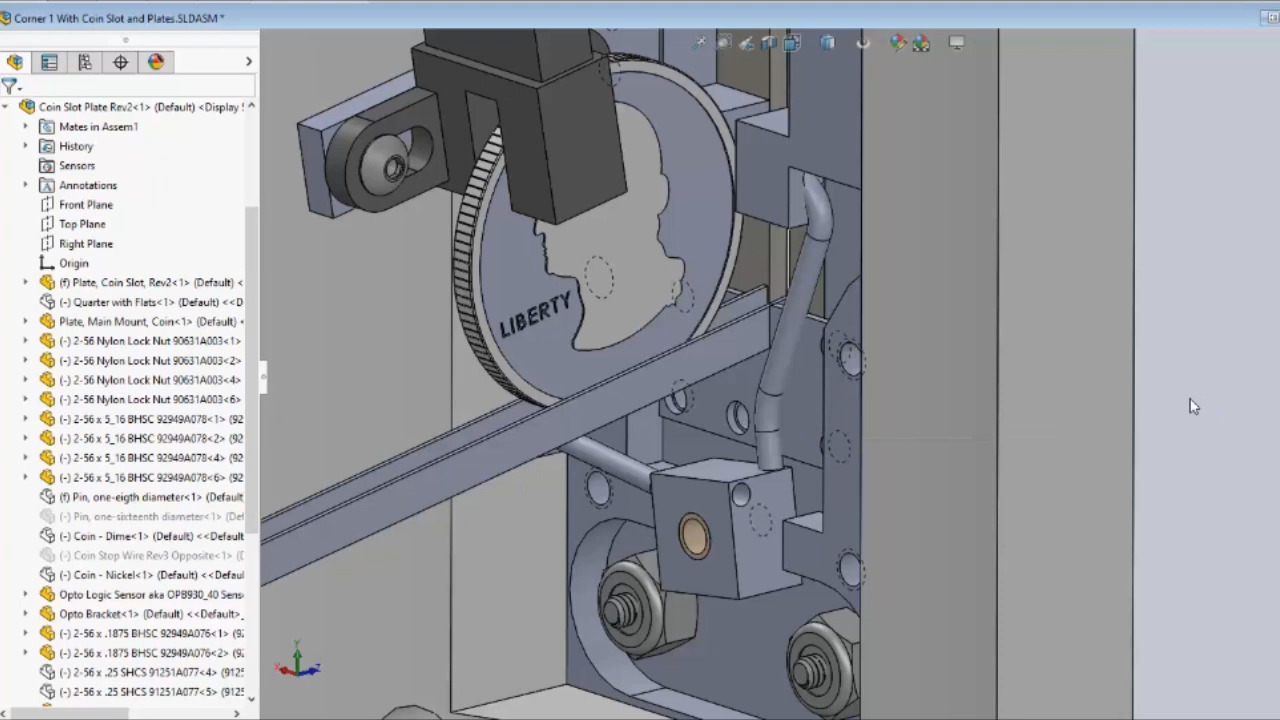 Corner 1 With Coin Slot and Plates.SLDASM *
Coin Slot Plate Rev2<1> (Default) <Display S
Mates in Assem1
History
Sensors
Annotations
Front Plane
Top Plane
Right Plane
Origin
(f) Plate, Coin Slot, Rev2<1> (Default) <
(-) Quarter with Flats<1> (Default) <<D
Plate, Main Mount, Coin<1> (Default) <
(-) 2-56 Nylon Lock Nut 90631A003<1>
(-) 2-56 Nylon Lock Nut 90631A003<2>
(-) 2-56 Nylon Lock Nut 90631A003<4>
(-) 2-56 Nylon Lock Nut 90631A003<6>
(-) 2-56 x 5_16 BHSC 92949A078<1> (92
(-) 2-56 x 5_16 BHSC 92949A078<2> (92
(-) 2-56 x 5_16 BHSC 92949A078<4> (92
(-) 2-56 x 5_16 BHSC 92949A078<6> (92
(f) Pin, one-eigth diameter<1> (Default
(-) Pin, one-sixteenth diameter<1> (Def
(-) Coin - Dime<1> (Default) <<Default
(-) Coin Stop Wire Rev3 Opposite<1> (D
(-) Coin - Nickel<1> (Default) <<Defaul
Opto Logic Sensor aka OPB930_40 Sens
Opto Bracket<1> (Default) <<Default>_
(-) 2-56 x .1875 BHSC 92949A076<1> (92
(-) 2-56 x .1875 BHSC 92949A076<2> (92
(-) 2-56 x .25 SHCS 91251A077<4> (9125
(-) 2-56 x .25 SHCS 91251A077<5> (9125
LIBERTY
Y